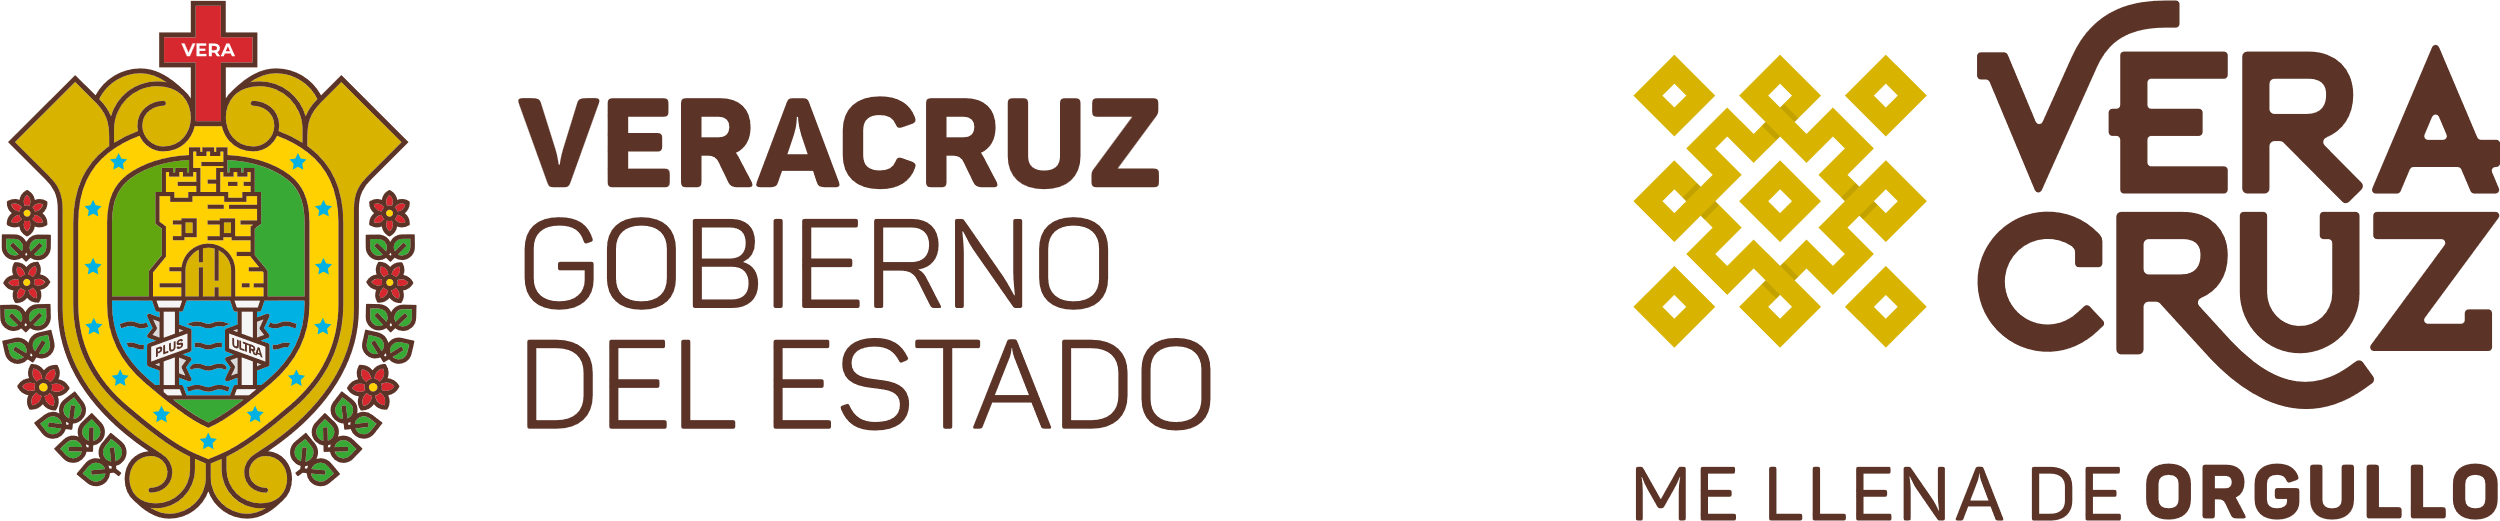 VERA
PLUS
ULTRA
VERACRUZ
GOBIERNO
DEL ESTADO
VERA
CRUZ
ME LLENA DE ORGULLO